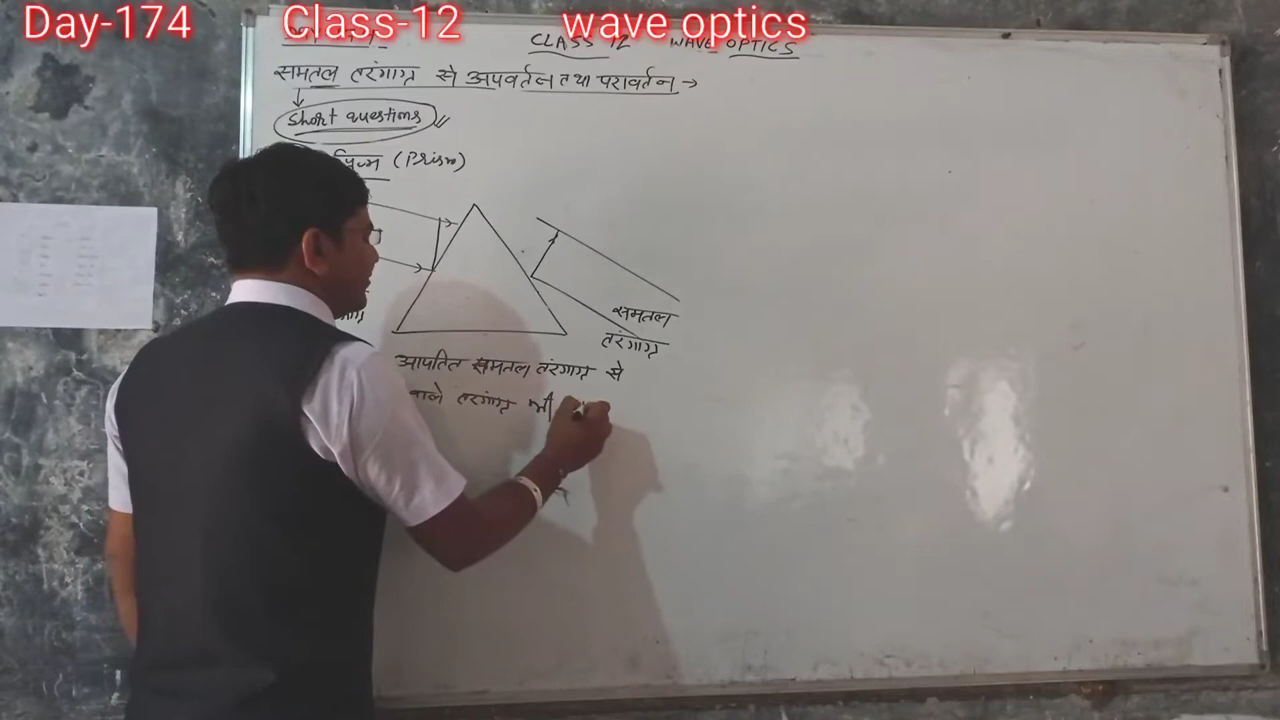 Day-174 Class-12 wave optics
CLASS 12 WAVE OPTICS
समतल तरंगाग्र से अपवर्तन तथा परावर्तन →
Short questions
प्रिज्म (Prism)
समतल
तरंगाग्र
आपतित समतल तरंगाग्र से
वाले तरंगाग्र भी